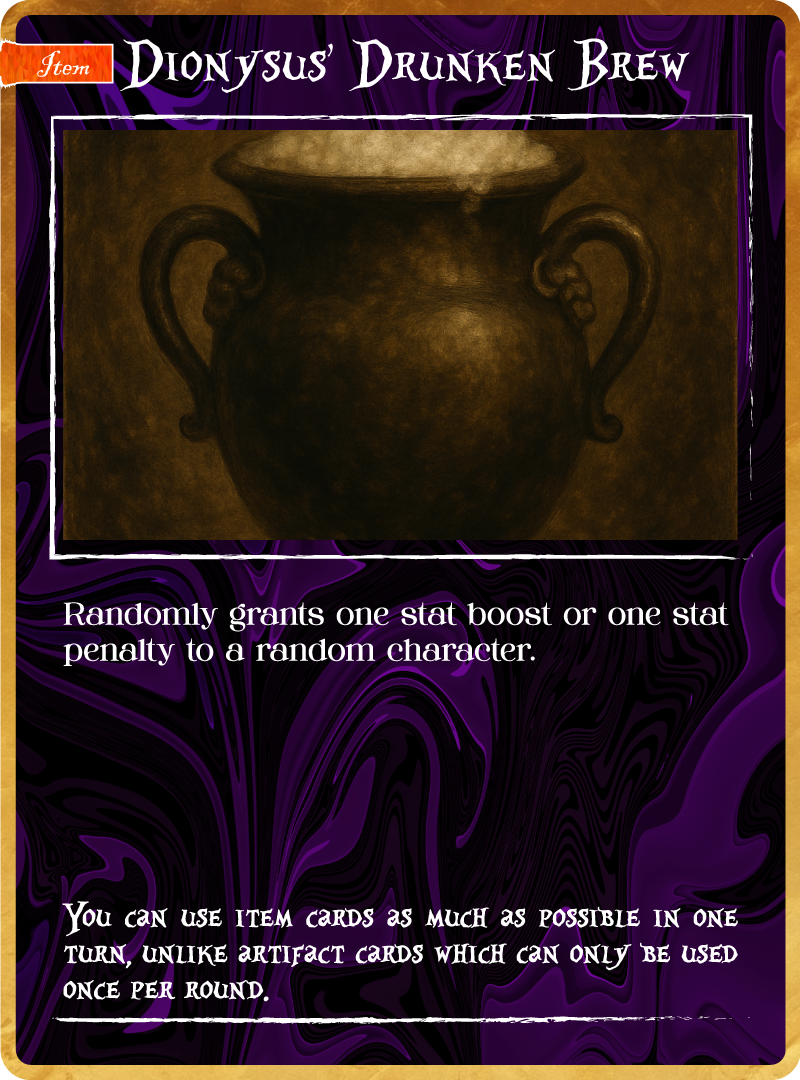 Item
Dionysus' Drunken Brew
Randomly grants one stat boost or one stat
penalty to a random character.
You can use item cards as much as possible in one
turn, unlike artifact cards which can only be used
once per round.